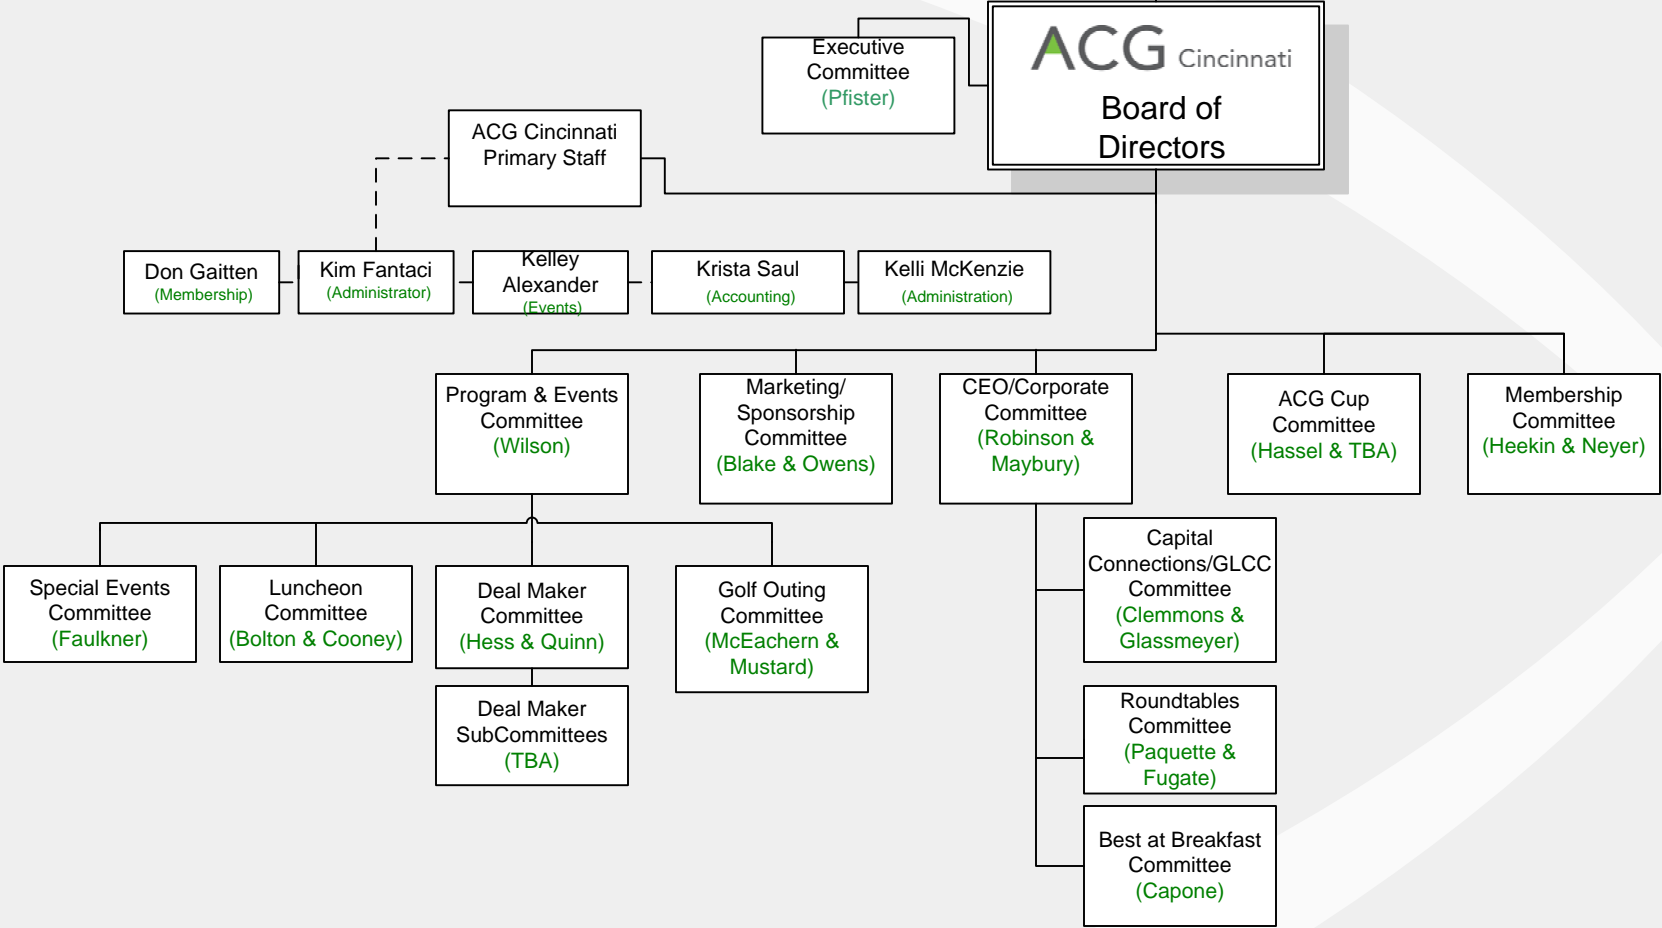 ACG Cincinnati
Board of
Directors
Executive
Committee
(Pfister)
ACG Cincinnati
Primary Staff
Don Gaitten
(Membership)
Kim Fantaci
(Administrator)
Kelley
Alexander
(Events)
Krista Saul
(Accounting)
Kelli McKenzie
(Administration)
Program & Events
Committee
(Wilson)
Marketing/
Sponsorship
Committee
(Blake & Owens)
CEO/Corporate
Committee
(Robinson &
Maybury)
ACG Cup
Committee
(Hassel & TBA)
Membership
Committee
(Heekin & Neyer)
Special Events
Committee
(Faulkner)
Luncheon
Committee
(Bolton & Cooney)
Deal Maker
Committee
(Hess & Quinn)
Golf Outing
Committee
(McEachern &
Mustard)
Deal Maker
SubCommittees
(TBA)
Capital
Connections/GLCC
Committee
(Clemmons &
Glassmeyer)
Roundtables
Committee
(Paquette &
Fugate)
Best at Breakfast
Committee
(Capone)